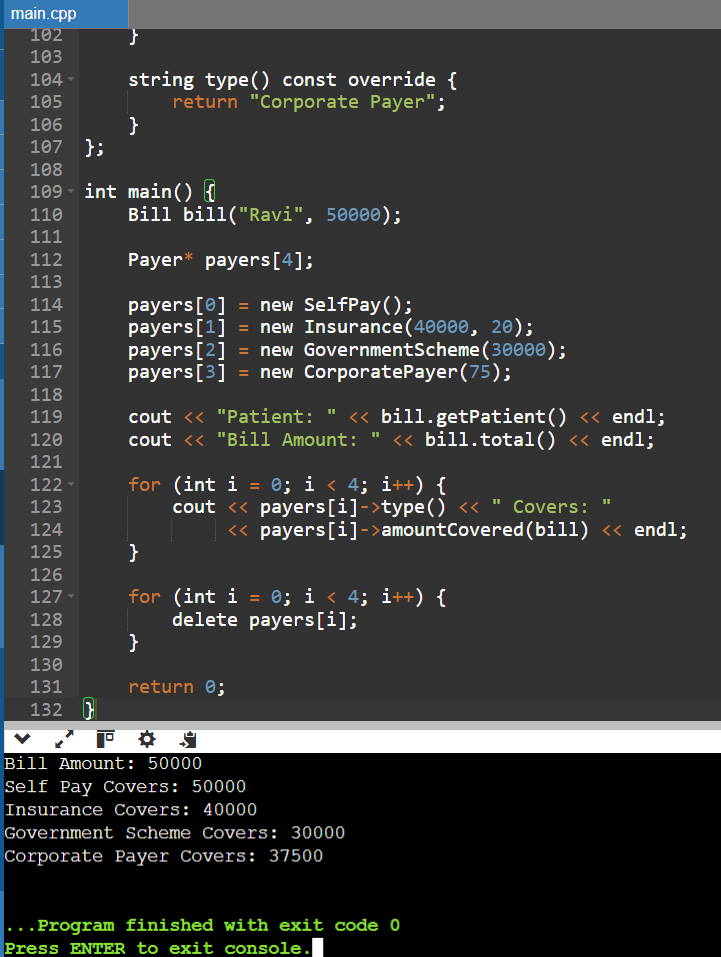 main.cpp
102 }
103
104 string type() const override {
105 return "Corporate Payer";
106 }
107 };
108
109 int main() {
110 Bill bill("Ravi", 50000);
111
112 Payer* payers[4];
113
114 payers[0] = new SelfPay();
115 payers[1] = new Insurance(40000, 20);
116 payers[2] = new GovernmentScheme(30000);
117 payers[3] = new CorporatePayer(75);
118
119 cout << "Patient: " << bill.getPatient() << endl;
120 cout << "Bill Amount: " << bill.total() << endl;
121
122 for (int i = 0; i < 4; i++) {
123 cout << payers[i]->type() << " Covers: "
124 << payers[i]->amountCovered(bill) << endl;
125 }
126
127 for (int i = 0; i < 4; i++) {
128 delete payers[i];
129 }
130
131 return 0;
132 }
Bill Amount: 50000
Self Pay Covers: 50000
Insurance Covers: 40000
Government Scheme Covers: 30000
Corporate Payer Covers: 37500
...Program finished with exit code 0
Press ENTER to exit console.